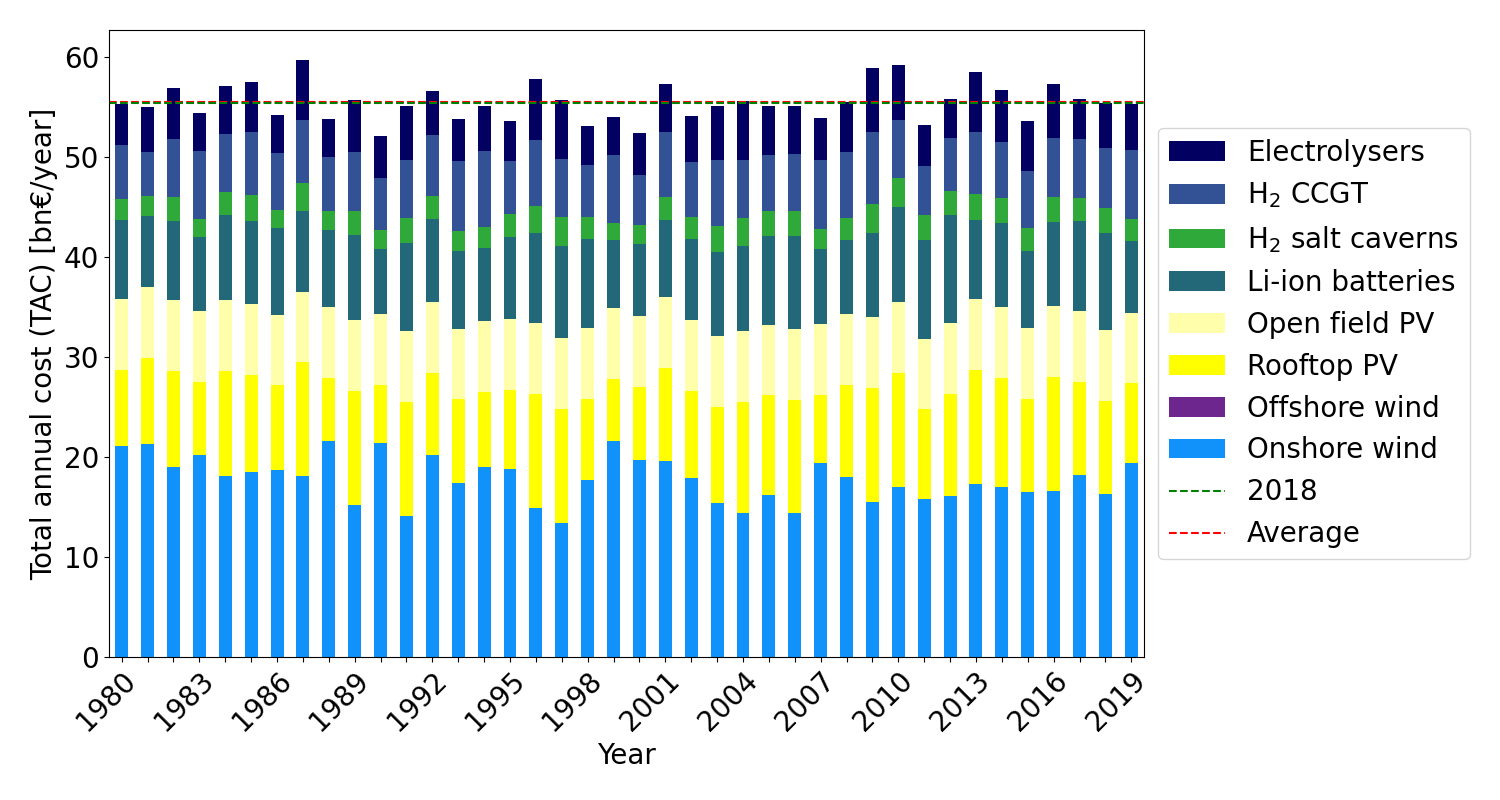 Total annual cost (TAC) [bn€/year]
60
50
40
30
20
10
0
1980
1983
1986
1989
1992
1995
1998
2001
2004
2007
2010
2013
2016
2019
Year
Electrolysers
H₂ CCGT
H₂ salt caverns
Li-ion batteries
Open field PV
Rooftop PV
Offshore wind
Onshore wind
2018
Average